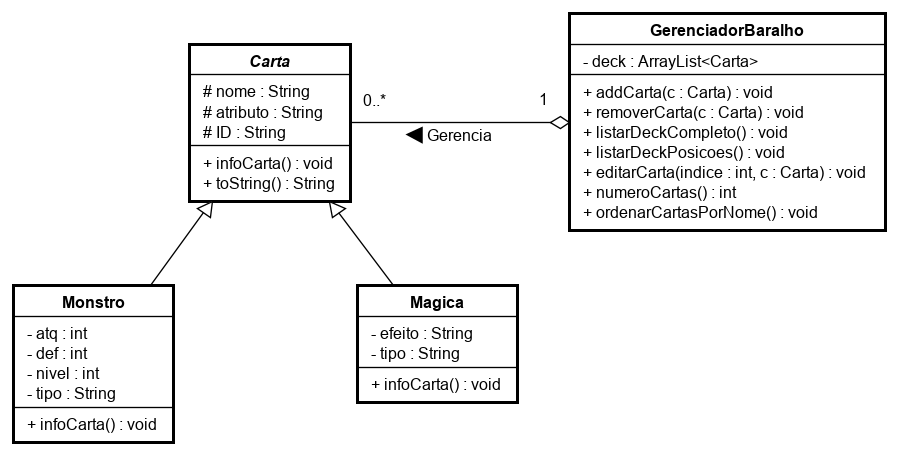 Carta
# nome : String
# atributo : String
# ID : String
+ infoCarta() : void
+ toString() : String
0..*
1
Gerencia
GerenciadorBaralho
- deck : ArrayList<Carta>
+ addCarta(c : Carta) : void
+ removerCarta(c : Carta) : void
+ listarDeckCompleto() : void
+ listarDeckPosicoes() : void
+ editarCarta(indice : int, c : Carta) : void
+ numeroCartas() : int
+ ordenarCartasPorNome() : void
Monstro
- atq : int
- def : int
- nivel : int
- tipo : String
+ infoCarta() : void
Magica
- efeito : String
- tipo : String
+ infoCarta() : void